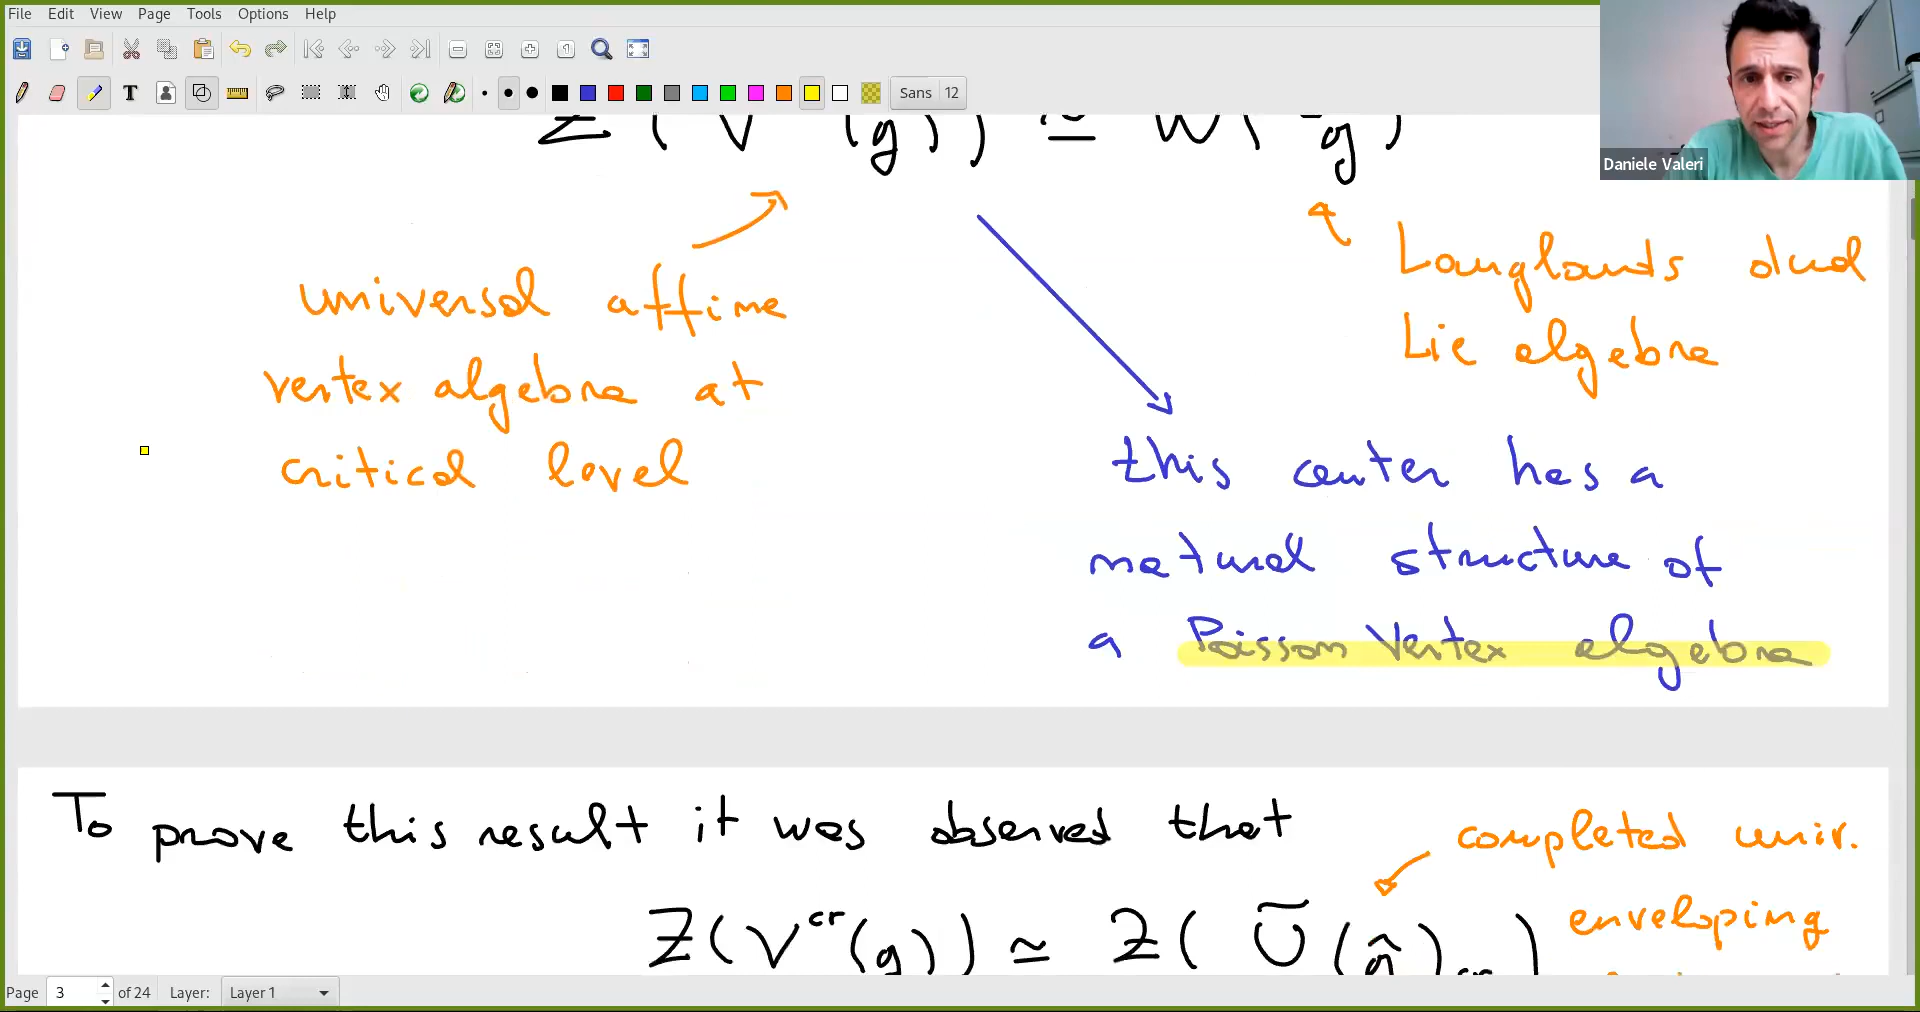 File Edit View Page Tools Options Help
Sans 12
Daniele Valeri
Z ( V (g) ) ≃ W ( g )
universal affine
vertex algebra at
critical level
Langlands dual
Lie algebra
this center has a
natural structure of
a Poisson Vertex algebra
To prove this result it was observed that
completed univ.
enveloping
Z(V^cr(g)) ≃ Z( Ũ(ĝ)cr )
Page 3 of 24 Layer: Layer 1